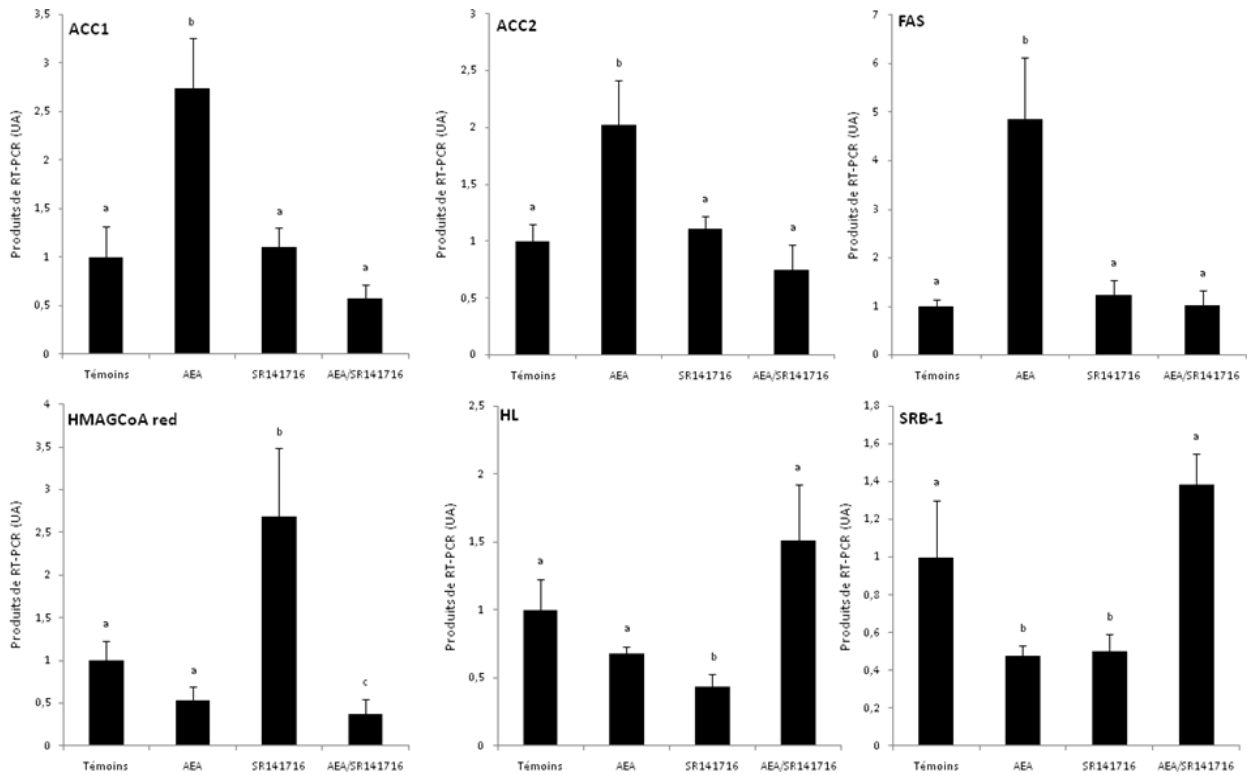 ACC1
Produits de RT-PCR (UA)
3,5
3
2,5
2
1,5
1
0,5
0
a
b
a
a
Témoins AEA SR141716 AEA/SR141716
ACC2
Produits de RT-PCR (UA)
3
2,5
2
1,5
1
0,5
0
a
b
a
a
Témoins AEA SR141716 AEA/SR141716
FAS
Produits de RT-PCR (UA)
7
6
5
4
3
2
1
0
a
b
a
a
Témoins AEA SR141716 AEA/SR141716
HMAGCoA red
Produits de RT-PCR (UA)
4
3,5
3
2,5
2
1,5
1
0,5
0
a
a
b
c
Témoins AEA SR141716 AEA/SR141716
HL
Produits de RT-PCR (UA)
2,5
2
1,5
1
0,5
0
a
a
b
a
Témoins AEA SR141716 AEA/SR141716
SRB-1
Produits de RT-PCR (UA)
1,8
1,6
1,4
1,2
1
0,8
0,6
0,4
0,2
0
a
b
b
a
Témoins AEA SR141716 AEA/SR141716